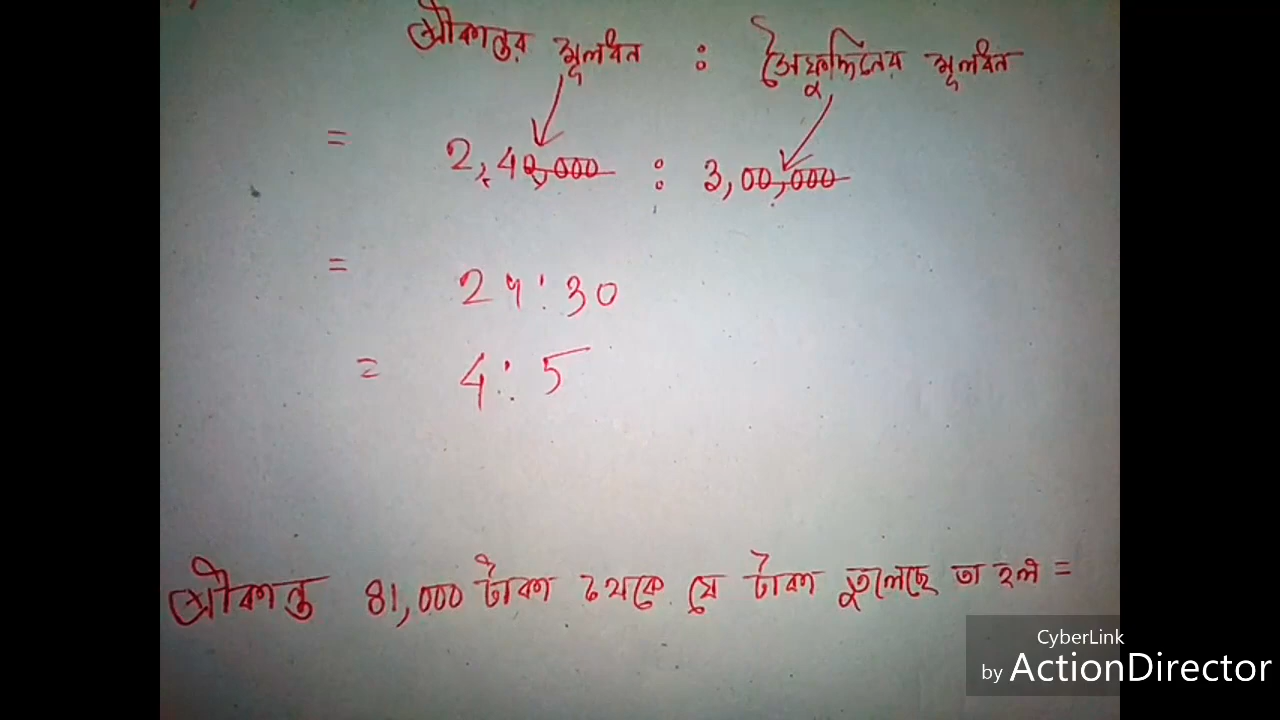 শ্রীকান্তর মূলধন : সৈফুদ্দিনের মূলধন
= 2,40,000 : 3,00,000
= 24 : 30
= 4 : 5
শ্রীকান্ত 81,000 টাকা থেকে যে টাকা তুলেছে তা হল =
CyberLink
by ActionDirector